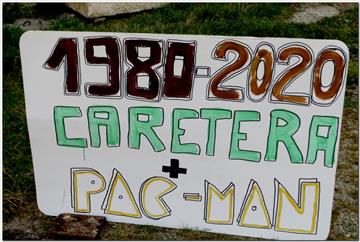 1980-2020
CARETERA
+
PAC-MAN